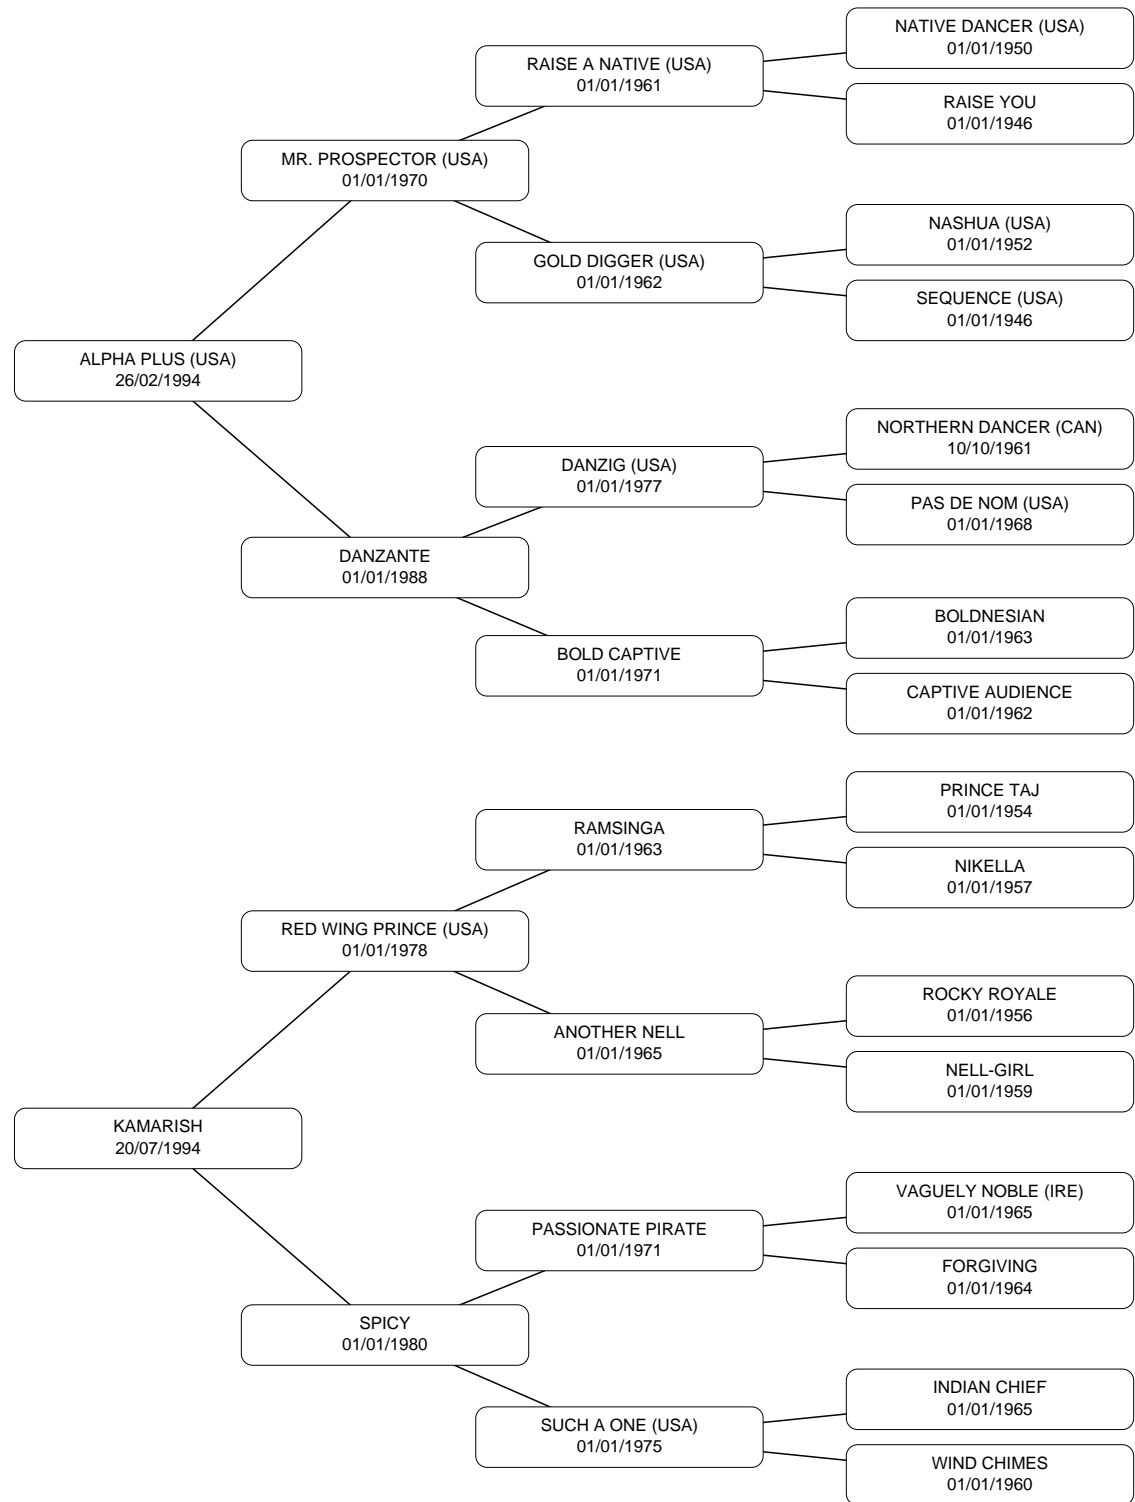 NATIVE DANCER (USA)
01/01/1950
RAISE A NATIVE (USA)
01/01/1961
RAISE YOU
01/01/1946
MR. PROSPECTOR (USA)
01/01/1970
NASHUA (USA)
01/01/1952
GOLD DIGGER (USA)
01/01/1962
SEQUENCE (USA)
01/01/1946
ALPHA PLUS (USA)
26/02/1994
NORTHERN DANCER (CAN)
10/10/1961
DANZIG (USA)
01/01/1977
PAS DE NOM (USA)
01/01/1968
DANZANTE
01/01/1988
BOLDNESIAN
01/01/1963
BOLD CAPTIVE
01/01/1971
CAPTIVE AUDIENCE
01/01/1962
PRINCE TAJ
01/01/1954
RAMSINGA
01/01/1963
NIKELLA
01/01/1957
RED WING PRINCE (USA)
01/01/1978
ROCKY ROYALE
01/01/1956
ANOTHER NELL
01/01/1965
NELL-GIRL
01/01/1959
KAMARISH
20/07/1994
VAGUELY NOBLE (IRE)
01/01/1965
PASSIONATE PIRATE
01/01/1971
FORGIVING
01/01/1964
SPICY
01/01/1980
INDIAN CHIEF
01/01/1965
SUCH A ONE (USA)
01/01/1975
WIND CHIMES
01/01/1960